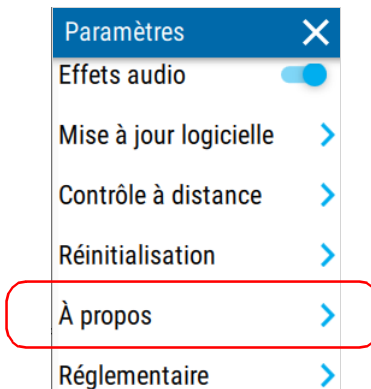 Paramètres
Effets audio
Mise à jour logicielle
Contrôle à distance
Réinitialisation
À propos
Réglementaire